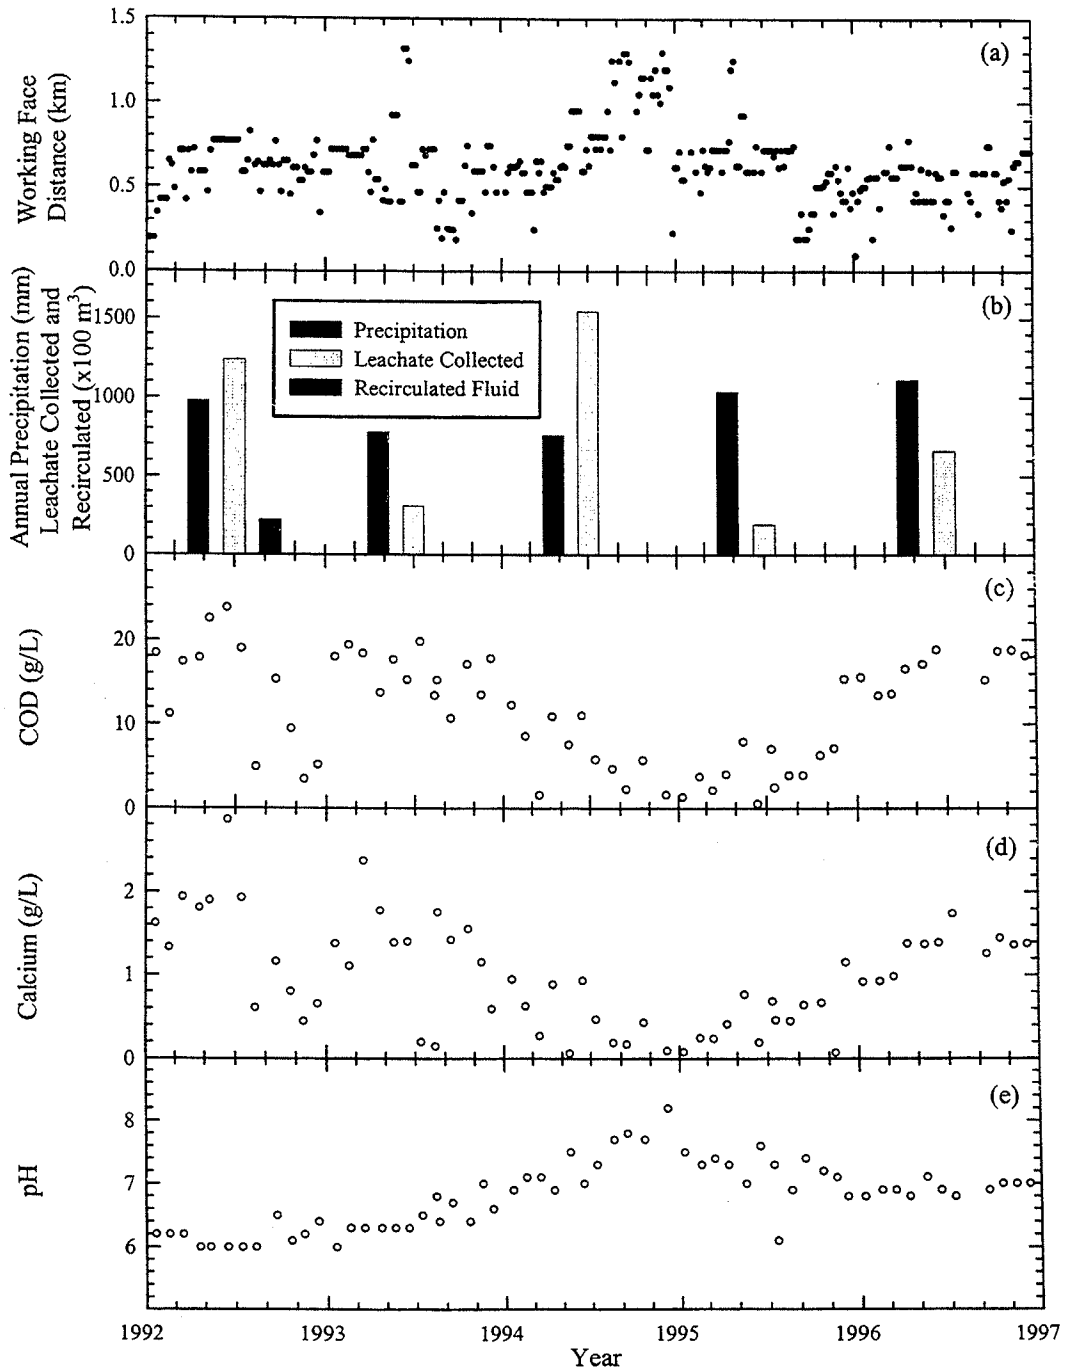 1.5
1.0
0.5
0.0
Working Face
Distance (km)
(a)
Annual Precipitation (mm)
Leachate Collected and
Recirculated (x100 m³)
1500
1000
500
0
Precipitation
Leachate Collected
Recirculated Fluid
(b)
COD (g/L)
20
10
0
(c)
Calcium (g/L)
2
1
0
(d)
pH
8
7
6
(e)
1992
1993
1994
1995
1996
1997
Year